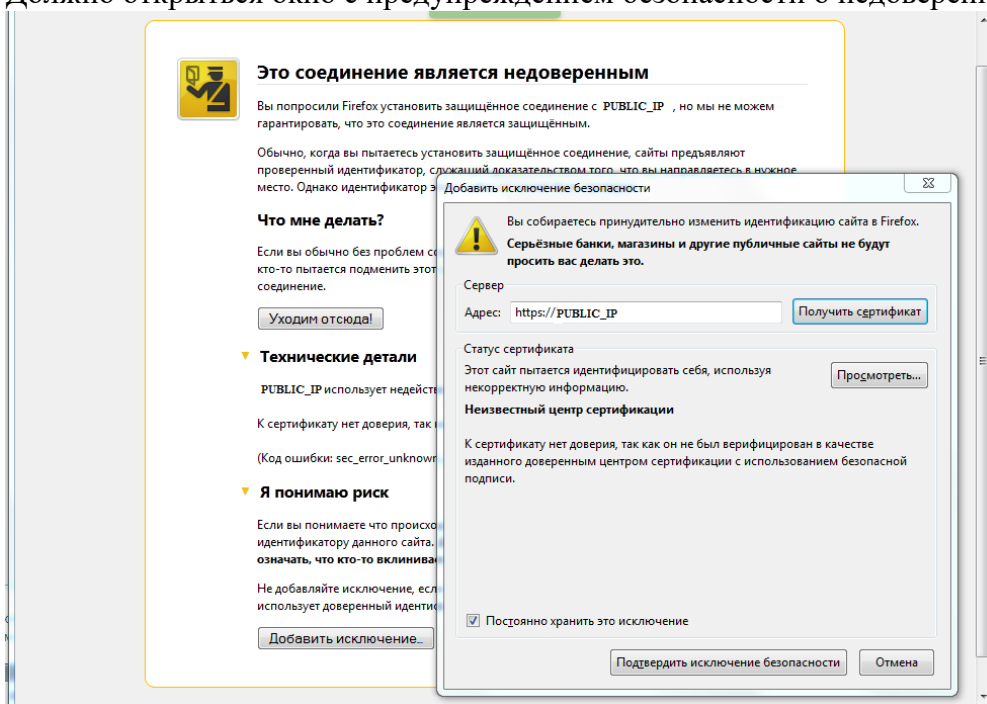 Должно открыться окно с предупреждением безопасности о
Это соединение является недоверенным
Вы попросили Firefox установить защищённое соединение с PUBLIC_IP , но мы не можем
гарантировать, что это соединение является защищённым.
Обычно, когда вы пытаетесь установить защищённое соединение, сайты предъявляют
проверенный идентификатор, служащий доказательством того, что вы направляетесь в нужное
место. Однако идентификатор
Что мне делать?
Если вы обычно без проблем
кто-то пытается подменить этот
соединение.
Уходим отсюда!
Технические детали
PUBLIC_IP использует
К сертификату нет доверия, так
(Код ошибки: sec_error_unknown
Я понимаю риск
Если вы понимаете что
идентификатору данного сайта.
означать, что кто-то
Не добавляйте исключение,
использует доверенный
Добавить исключение...
Добавить исключение безопасности
Вы собираетесь принудительно изменить идентификацию сайта в Firefox.
Серьёзные банки, магазины и другие публичные сайты не будут
просить вас делать это.
Сервер
Адрес: https://PUBLIC_IP
Получить сертификат
Статус сертификата
Этот сайт пытается идентифицировать себя, используя
некорректную информацию.
Просмотреть...
Неизвестный центр сертификации
К сертификату нет доверия, так как он не был верифицирован в качестве
изданного доверенным центром сертификации с использованием безопасной
подписи.
Постоянно хранить это исключение
Подтвердить исключение безопасности
Отмена